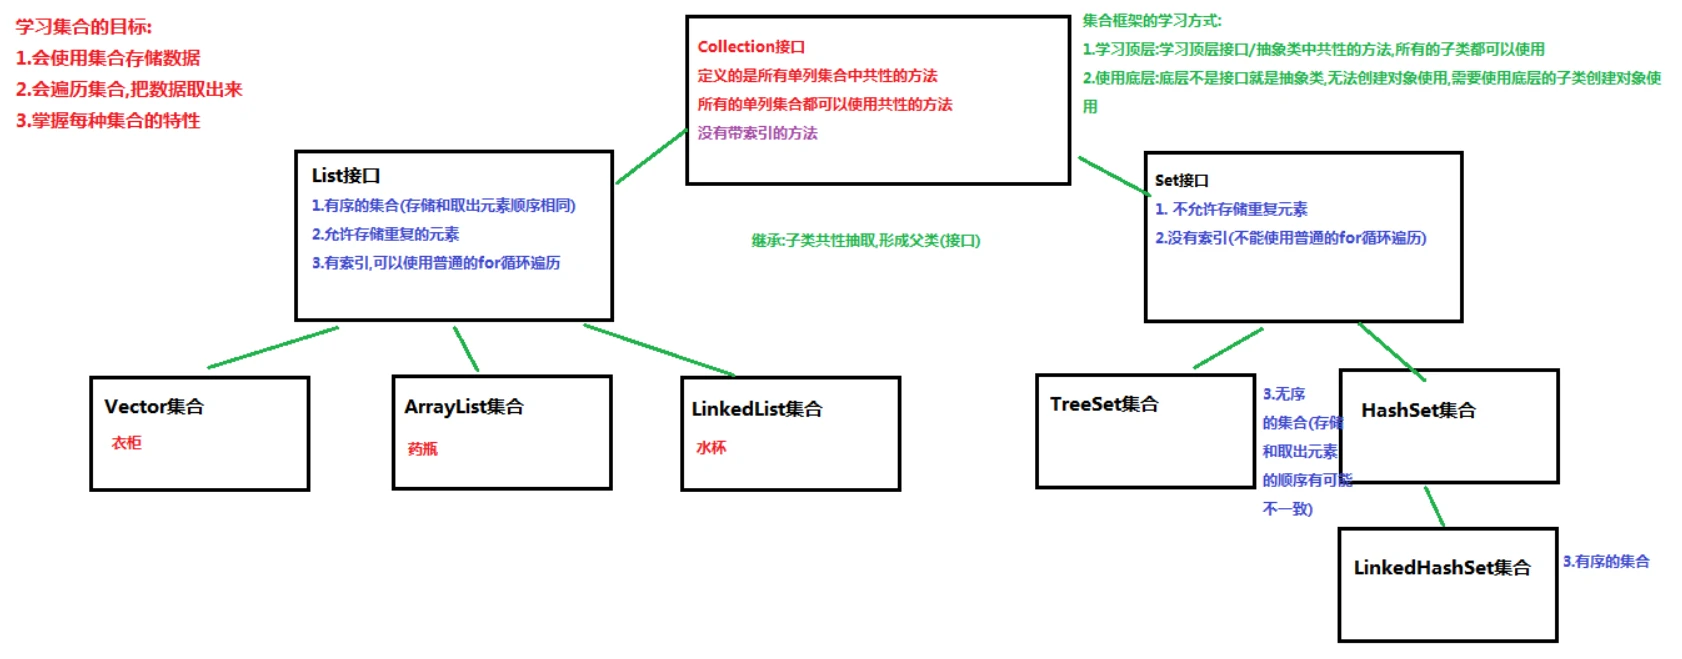 学习集合的目标:
1.会使用集合存储数据
2.会遍历集合,把数据取出来
3.掌握每种集合的特性
Collection接口
定义的是所有单列集合中共性的方法
所有的单列集合都可以使用共性的方法
没有带索引的方法
集合框架的学习方式:
1.学习顶层:学习顶层接口/抽象类中共性的方法,所有的子类都可以使用
2.使用底层:底层不是接口就是抽象类,无法创建对象使用,需要使用底层的子类创建对象使
用
List接口
1.有序的集合(存储和取出元素顺序相同)
2.允许存储重复的元素
3.有索引,可以使用普通的for循环遍历
继承:子类共性抽取,形成父类(接口)
Set接口
1. 不允许存储重复元素
2.没有索引(不能使用普通的for循环遍历)
Vector集合
衣柜
ArrayList集合
药瓶
LinkedList集合
水杯
TreeSet集合
3.无序
的集合(存储
和取出元素
的顺序有可能
不一致)
HashSet集合
LinkedHashSet集合
3.有序的集合